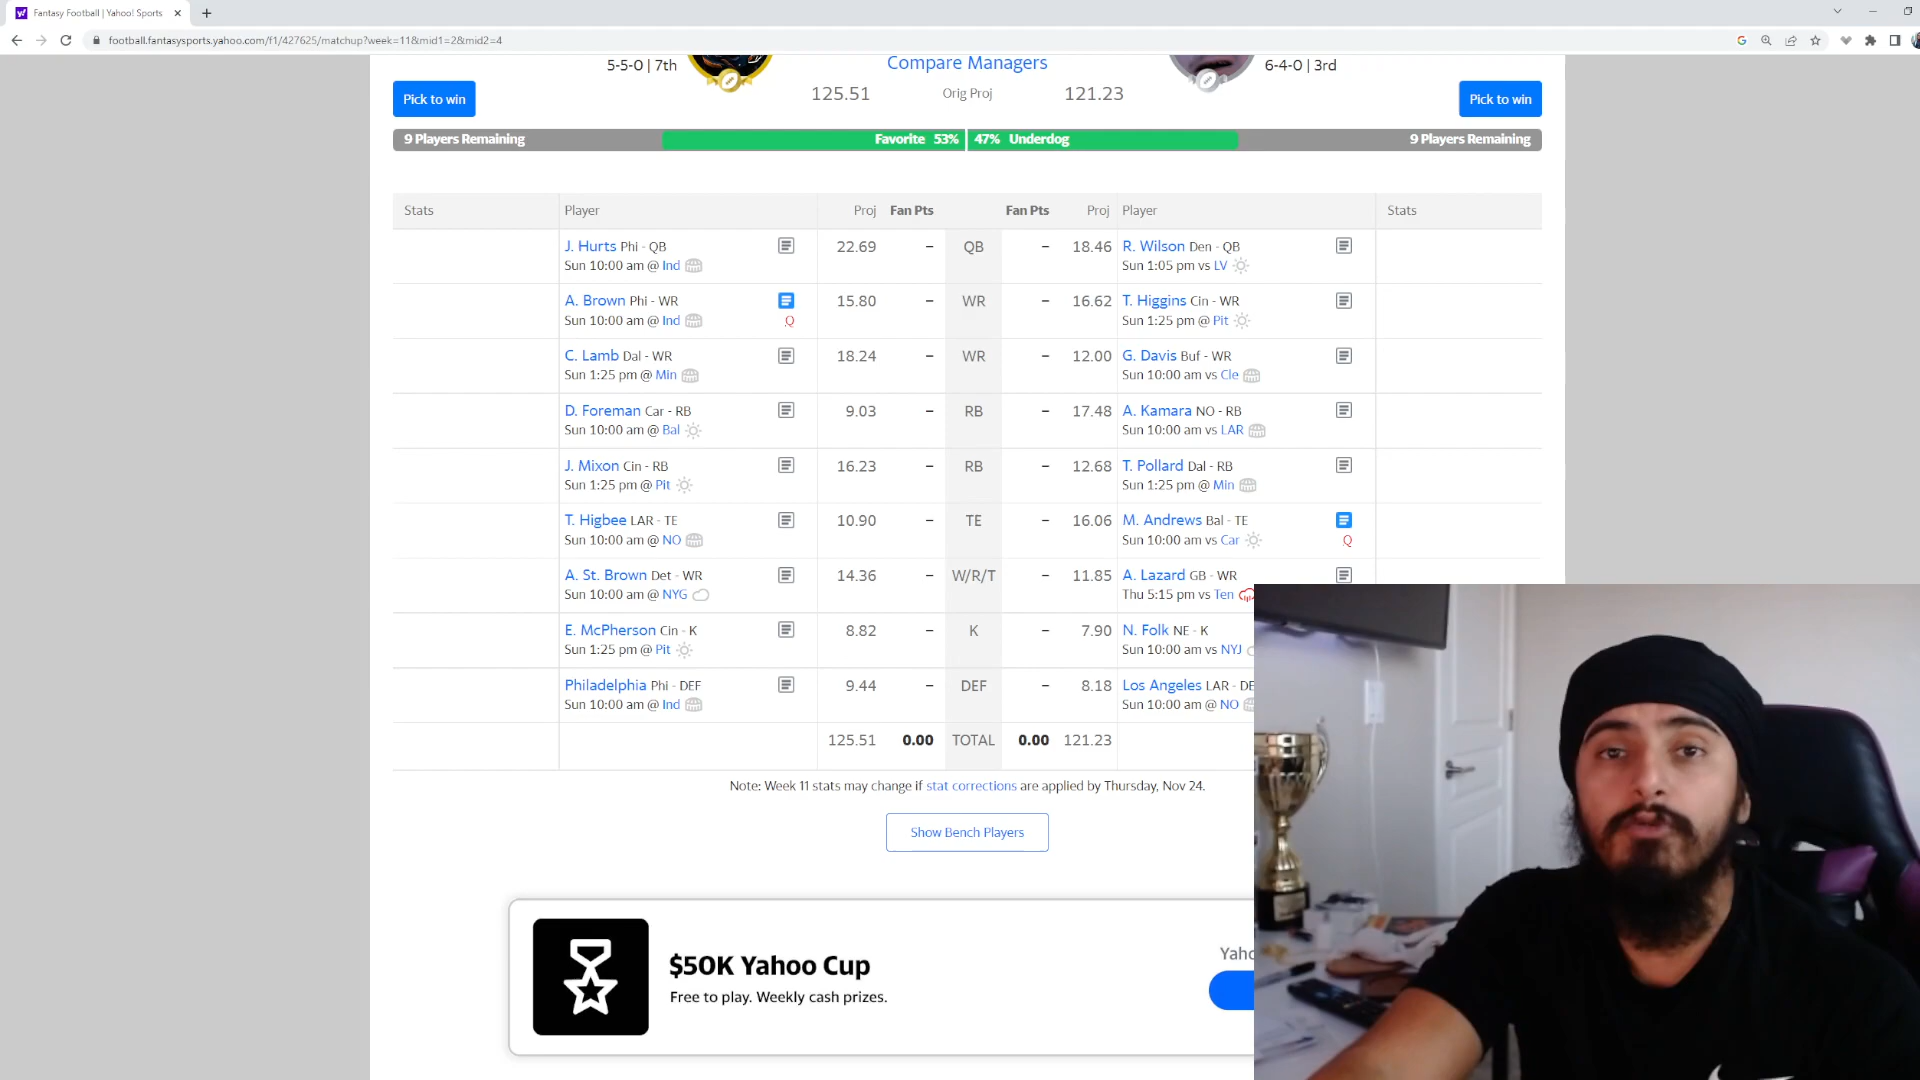 Fantasy Football | Yahoo! Sports
football.fantasysports.yahoo.com/f1/427625/matchup?week=11&mid1=2&mid2=4
5-5-0 | 7th Compare Managers 6-4-0 | 3rd
Pick to win 125.51 Orig Proj 121.23 Pick to win
9 Players Remaining Favorite 53% 47% Underdog 9 Players Remaining
Stats Player Proj Fan Pts Fan Pts Proj Player Stats
J. Hurts Phi - QB 22.69 – QB – 18.46 R. Wilson Den - QB
Sun 10:00 am @ Ind Sun 1:05 pm vs LV
A. Brown Phi - WR 15.80 – WR – 16.62 T. Higgins Cin - WR
Sun 10:00 am @ Ind Q Sun 1:25 pm @ Pit
C. Lamb Dal - WR 18.24 – WR – 12.00 G. Davis Buf - WR
Sun 1:25 pm @ Min Sun 10:00 am vs Cle
D. Foreman Car - RB 9.03 – RB – 17.48 A. Kamara NO - RB
Sun 10:00 am @ Bal Sun 10:00 am vs LAR
J. Mixon Cin - RB 16.23 – RB – 12.68 T. Pollard Dal - RB
Sun 1:25 pm @ Pit Sun 1:25 pm @ Min
T. Higbee LAR - TE 10.90 – TE – 16.06 M. Andrews Bal - TE
Sun 10:00 am @ NO Sun 10:00 am vs Car Q
A. St. Brown Det - WR 14.36 – W/R/T – 11.85 A. Lazard GB - WR
Sun 10:00 am @ NYG Thu 5:15 pm vs Ten
E. McPherson Cin - K 8.82 – K – 7.90 N. Folk NE - K
Sun 1:25 pm @ Pit Sun 10:00 am vs NYJ
Philadelphia Phi - DEF 9.44 – DEF – 8.18 Los Angeles LAR - DE
Sun 10:00 am @ Ind Sun 10:00 am @ NO
125.51 0.00 TOTAL 0.00 121.23
Note: Week 11 stats may change if stat corrections are applied by Thursday, Nov 24.
Show Bench Players
$50K Yahoo Cup
Free to play. Weekly cash prizes.
Yaho